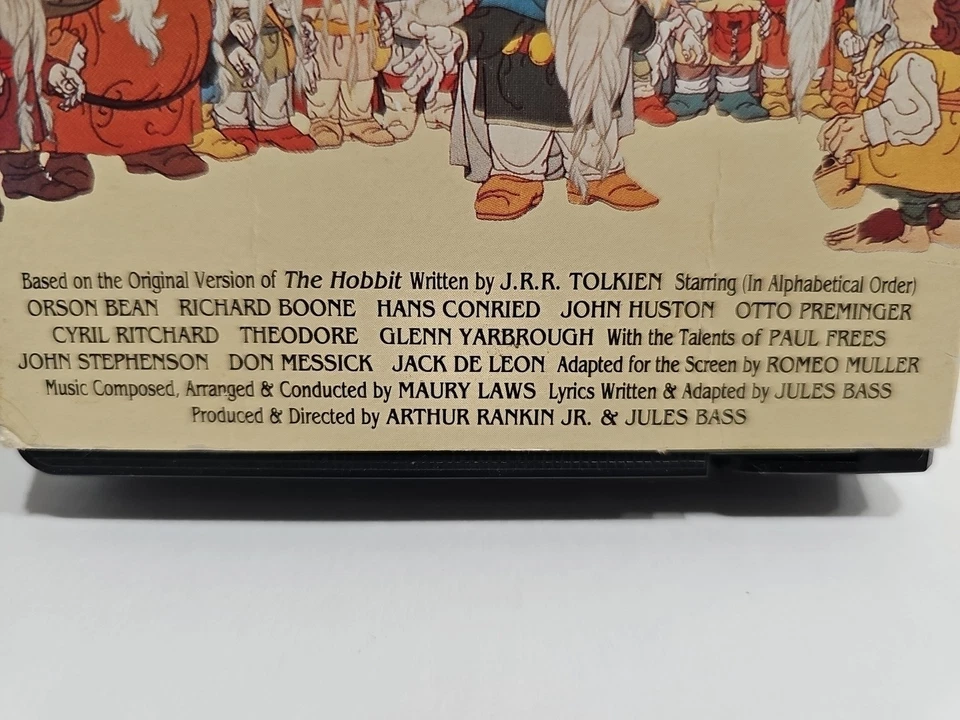 Based on the Original Version of The Hobbit Written by J.R.R. TOLKIEN Starring (In Alphabetical Order)
ORSON BEAN RICHARD BOONE HANS CONRIED JOHN HUSTON OTTO PREMINGER
CYRIL RITCHARD THEODORE GLENN YARBROUGH With the Talents of PAUL FREES
JOHN STEPHENSON DON MESSICK JACK DE LEON Adapted for the Screen by ROMEO MULLER
Music Composed, Arranged & Conducted by MAURY LAWS Lyrics Written & Adapted by JULES BASS
Produced & Directed by ARTHUR RANKIN JR. & JULES BASS